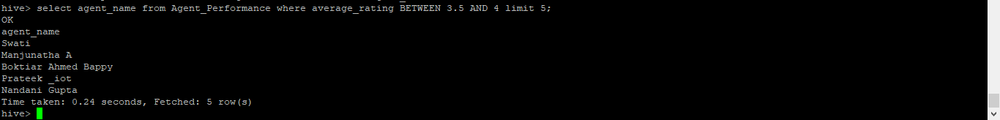 hive> select agent_name from Agent_Performance where average_rating BETWEEN 3.5 AND 4 limit 5;
OK
agent_name
Swati
Manjunatha A
Boktiar Ahmed Bappy
Prateek _iot
Nandani Gupta
Time taken: 0.24 seconds, Fetched: 5 row(s)
hive>